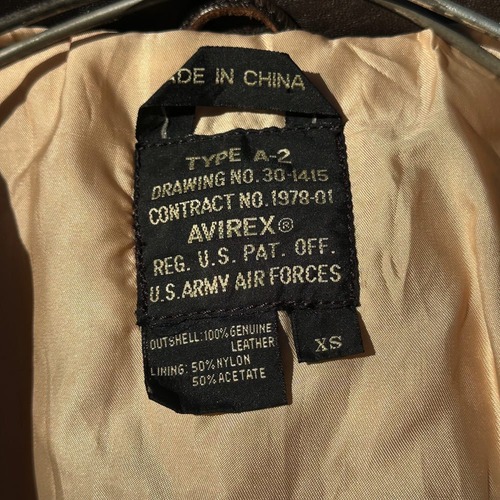 ADE IN CHINA
TYPE A-2
DRAWING NO. 30-1415
CONTRACT NO. 1978-01
AVIREX®
REG. U.S. PAT. OFF.
U.S. ARMY AIR FORCES
OUTSHELL: 100% GENUINE
LEATHER
LINING: 50% NYLON
50% ACETATE
XS